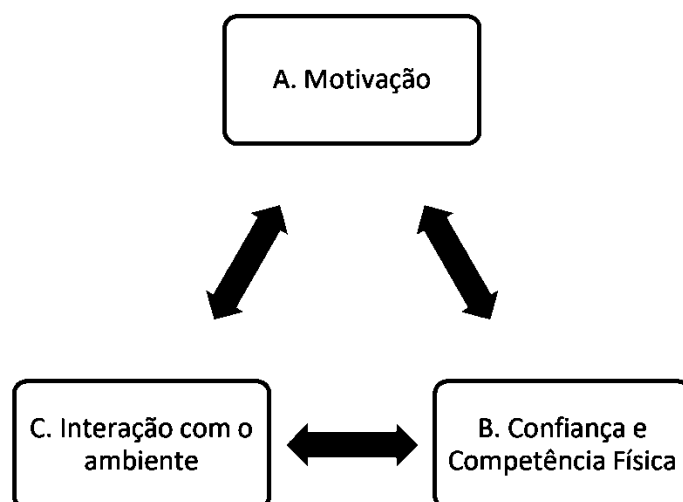 A. Motivação
C. Interação com o
ambiente
B. Confiança e
Competência Física